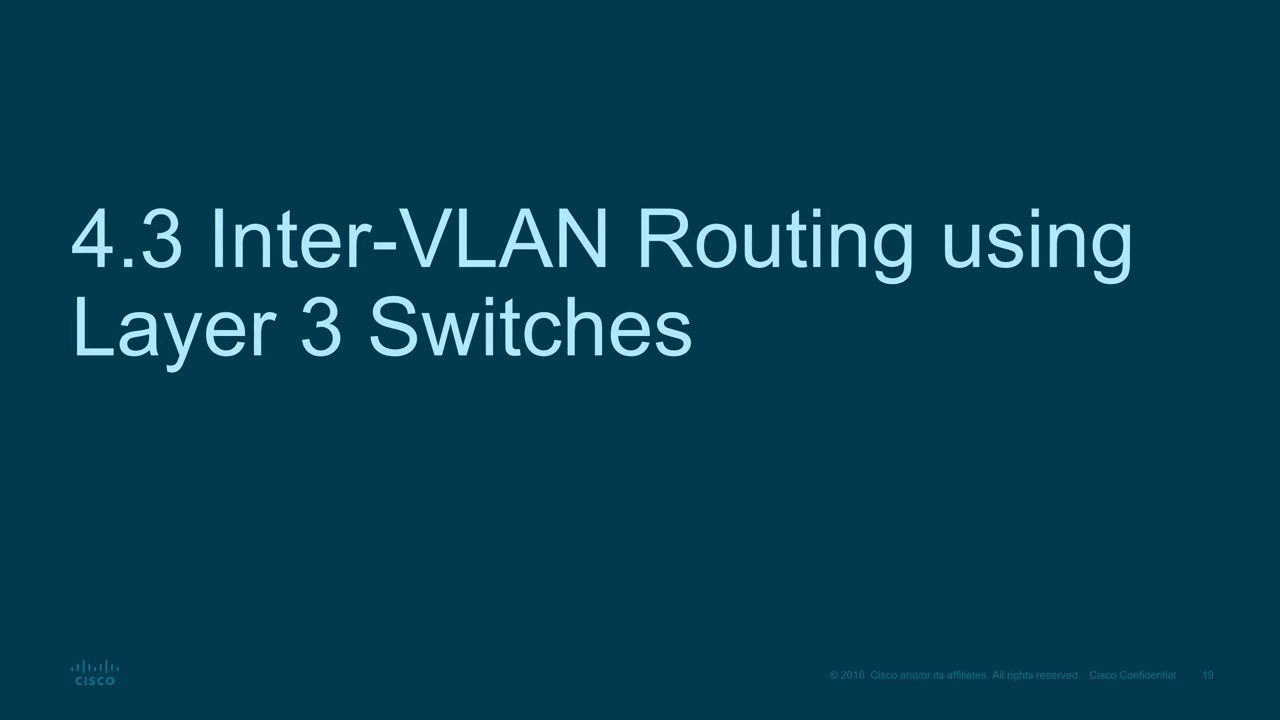 4.3 Inter-VLAN Routing using
Layer 3 Switches
CISCO
© 2016 Cisco and/or its affiliates. All rights reserved. Cisco Confidential 19